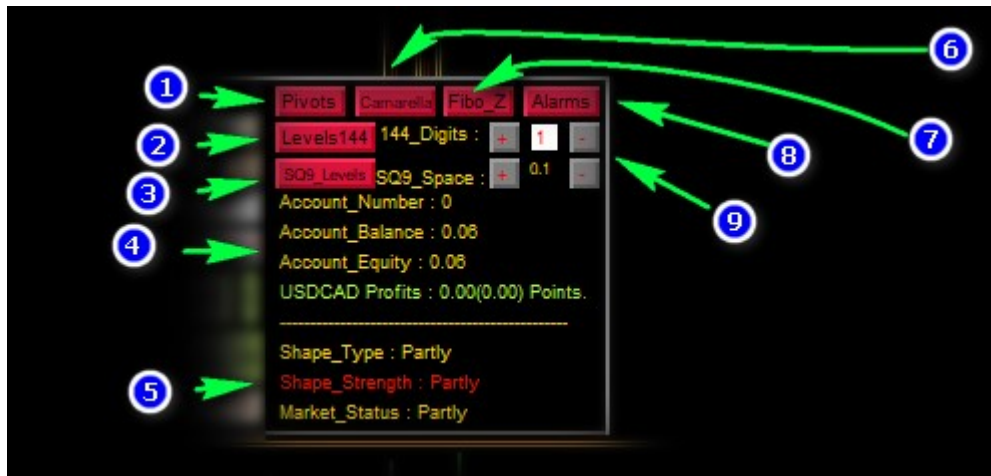 6
1
Pivots Camarella Fibo_Z Alarms
7
2
Levels144 144_Digits : + 1 -
8
3
SQ9_Levels SQ9_Space : + 0.1 -
Account_Number : 0
9
4
Account_Balance : 0.06
Account_Equity : 0.06
USDCAD Profits : 0.00(0.00) Points.
------------------------------------------------
Shape_Type : Partly
5
Shape_Strength : Partly
Market_Status : Partly